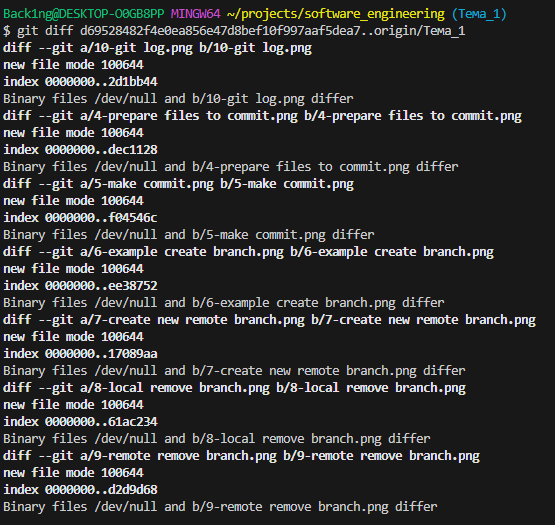 Back1ng@DESKTOP-O0GB8PP MINGW64 ~/projects/software_engineering (Тема_1)
$ git diff d69528482f4e0ea856e47d8bef10f997aaf5dea7..origin/Тема_1
diff --git a/10-git log.png b/10-git log.png
new file mode 100644
index 0000000..2d1bb44
Binary files /dev/null and b/10-git log.png differ
diff --git a/4-prepare files to commit.png b/4-prepare files to commit.png
new file mode 100644
index 0000000..dec1128
Binary files /dev/null and b/4-prepare files to commit.png differ
diff --git a/5-make commit.png b/5-make commit.png
new file mode 100644
index 0000000..f04546c
Binary files /dev/null and b/5-make commit.png differ
diff --git a/6-example create branch.png b/6-example create branch.png
new file mode 100644
index 0000000..ee38752
Binary files /dev/null and b/6-example create branch.png differ
diff --git a/7-create new remote branch.png b/7-create new remote branch.png
new file mode 100644
index 0000000..17089aa
Binary files /dev/null and b/7-create new remote branch.png differ
diff --git a/8-local remove branch.png b/8-local remove branch.png
new file mode 100644
index 0000000..61ac234
Binary files /dev/null and b/8-local remove branch.png differ
diff --git a/9-remote remove branch.png b/9-remote remove branch.png
new file mode 100644
index 0000000..d2d9d68
Binary files /dev/null and b/9-remote remove branch.png differ